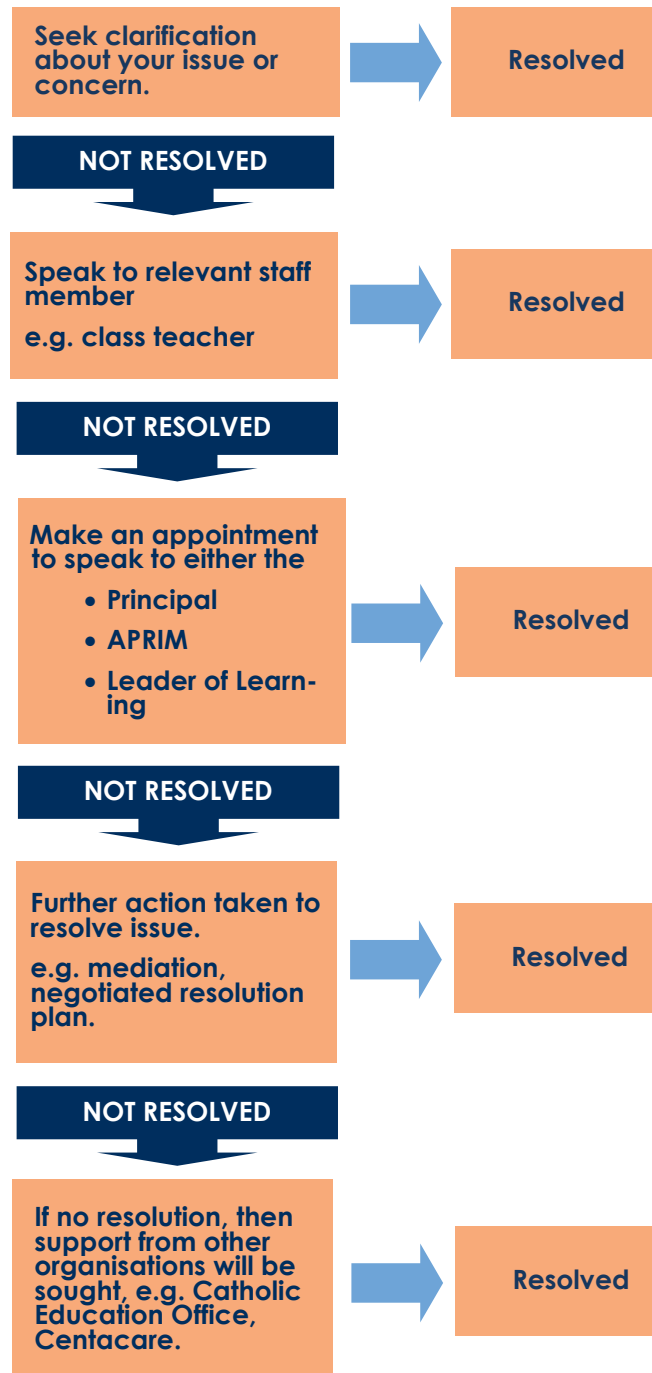 Seek clarification
about your issue or
concern.
Resolved
NOT RESOLVED
Speak to relevant staff
member
e.g. class teacher
Resolved
NOT RESOLVED
Make an appointment
to speak to either the
• Principal
• APRIM
• Leader of Learn-
ing
Resolved
NOT RESOLVED
Further action taken to
resolve issue.
e.g. mediation,
negotiated resolution
plan.
Resolved
NOT RESOLVED
If no resolution, then
support from other
organisations will be
sought, e.g. Catholic
Education Office,
Centacare.
Resolved